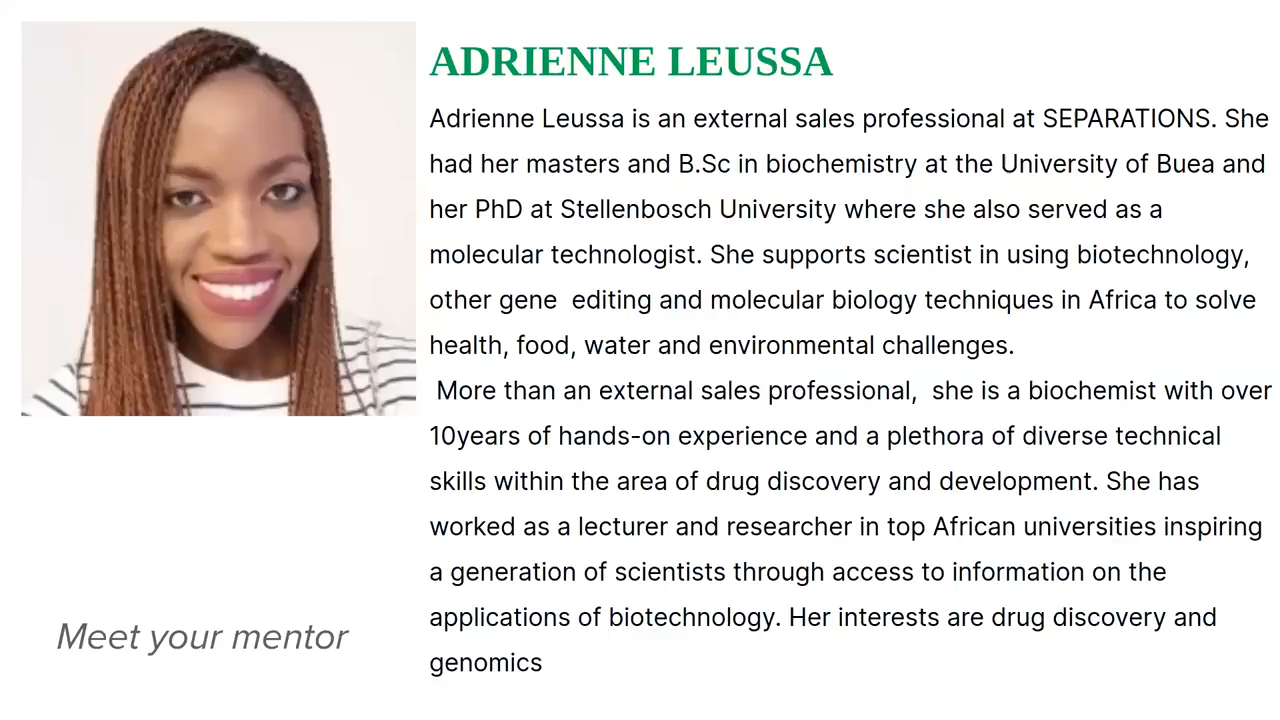 ADRIENNE LEUSSA
Adrienne Leussa is an external sales professional at SEPARATIONS. She
had her masters and B.Sc in biochemistry at the University of Buea and
her PhD at Stellenbosch University where she also served as a
molecular technologist. She supports scientist in using biotechnology,
other gene  editing and molecular biology techniques in Africa to solve
health, food, water and environmental challenges.
More than an external sales professional,  she is a biochemist with over
10years of hands-on experience and a plethora of diverse technical
skills within the area of drug discovery and development. She has
worked as a lecturer and researcher in top African universities inspiring
a generation of scientists through access to information on the
applications of biotechnology. Her interests are drug discovery and
genomics
Meet your mentor